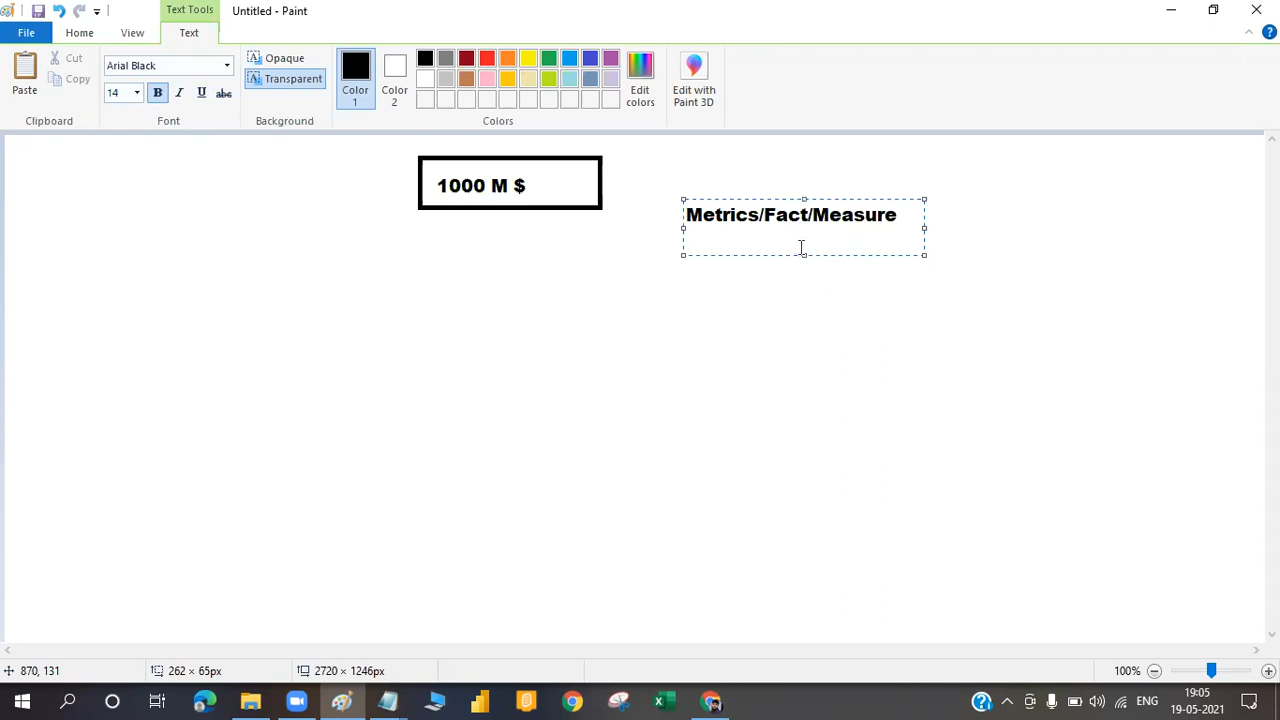 Text Tools
Untitled - Paint
File
Home
View
Text
Paste
Cut
Copy
Clipboard
Arial Black
14
B
I
U
abc
Font
A
Opaque
A
Transparent
Background
Color 1
Color 2
Edit colors
Colors
Edit with Paint 3D
1000 M $
Metrics/Fact/Measure
870, 131
262 × 65px
2720 × 1246px
100%
ENG
19:05
19-05-2021